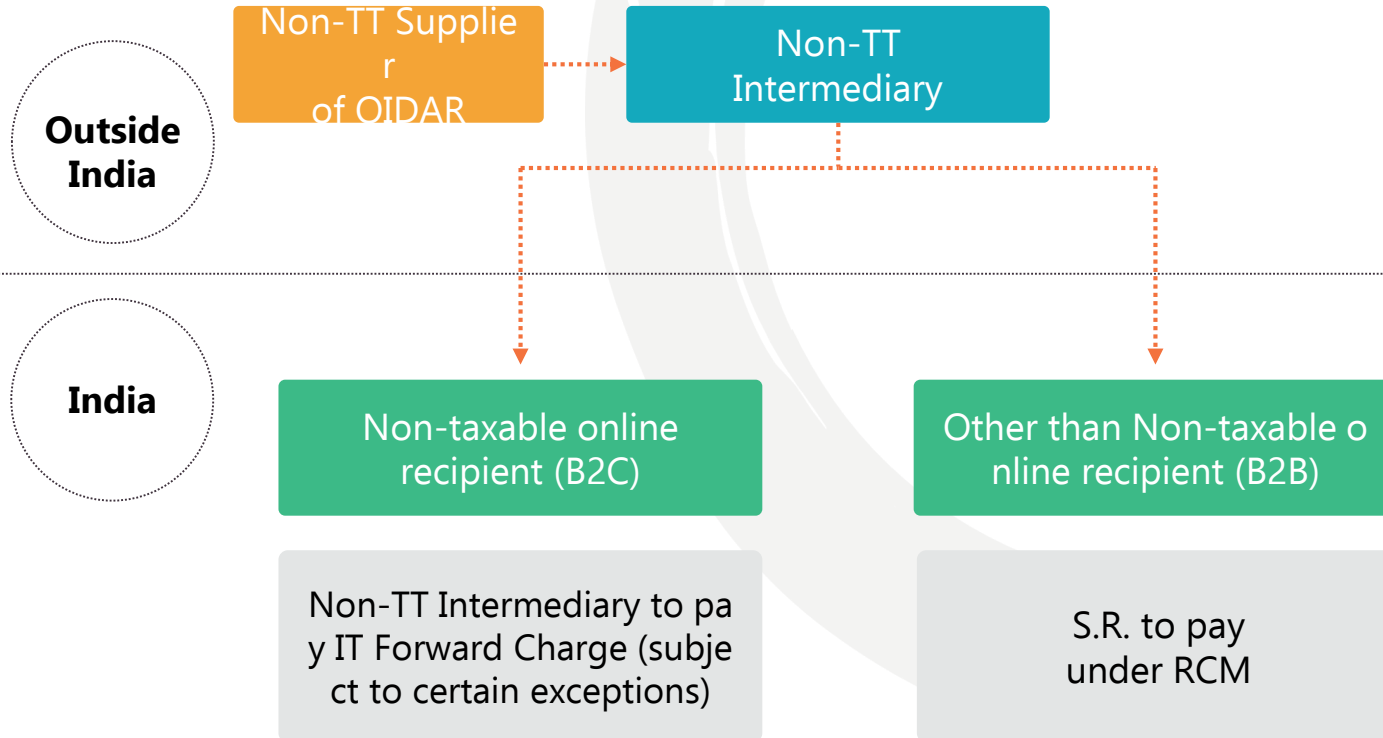 Non-TT Supplie
r
of OIDAR
Non-TT
Intermediary
Outside
India
India
Non-taxable online
recipient (B2C)
Other than Non-taxable o
nline recipient (B2B)
Non-TT Intermediary to pa
y IT Forward Charge (subje
ct to certain exceptions)
S.R. to pay
under RCM